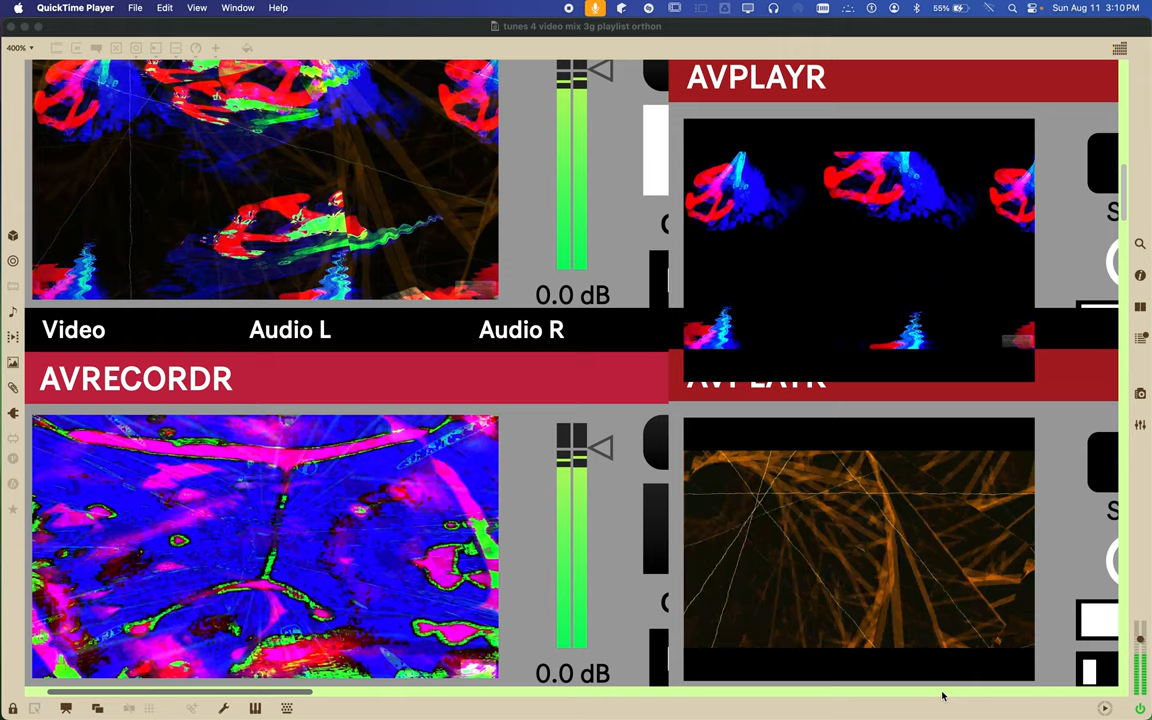 QuickTime Player File Edit View Window Help 55% Sun Aug 11 3:10 PM
tunes 4 video mix 3g playlist orthon
400%
AVPLAYR
S
0.0 dB
Video Audio L Audio R
AVRECORDR
AVPLAYR
S
0.0 dB